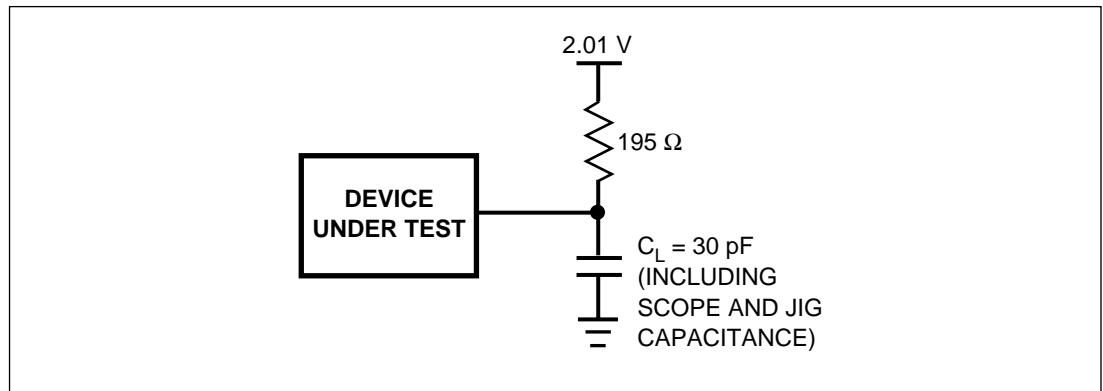 2.01 V
195 Ω
DEVICE
UNDER TEST
C_L = 30 pF
(INCLUDING
SCOPE AND JIG
CAPACITANCE)